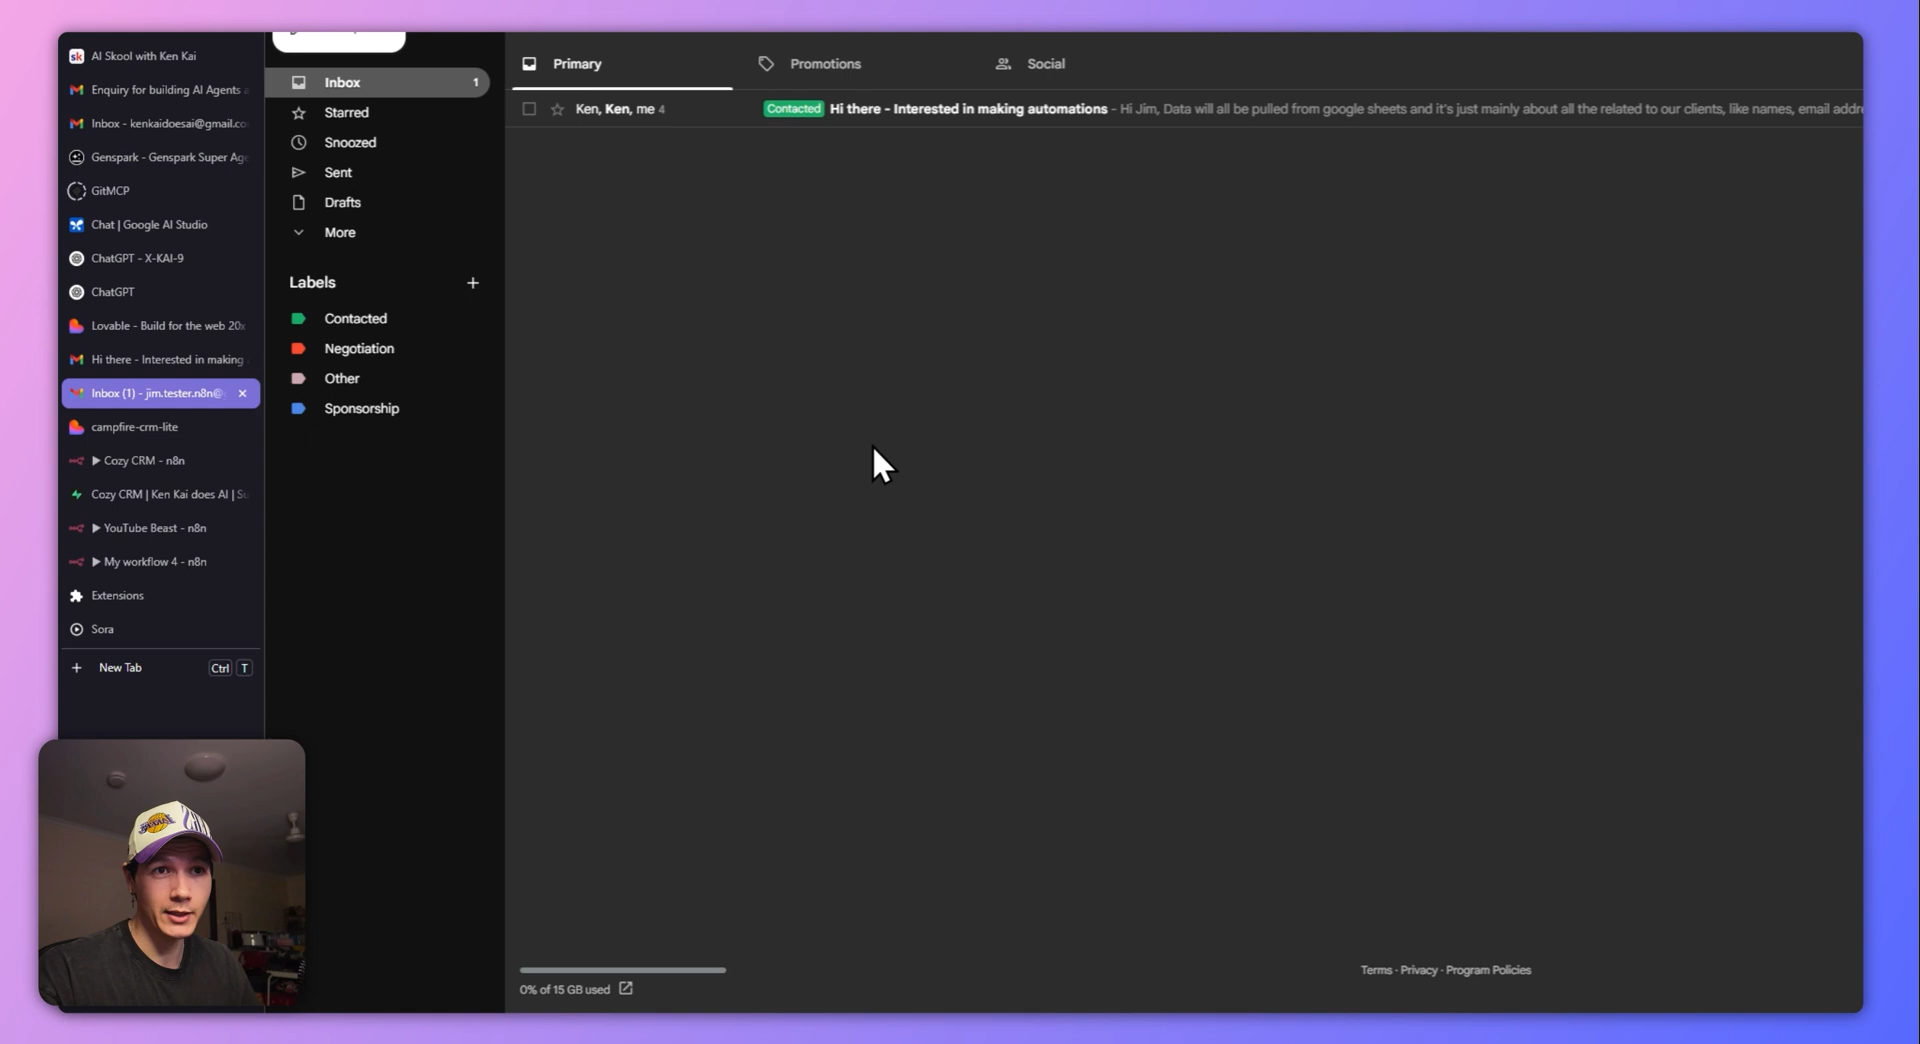 AI Skool with Ken Kai
Enquiry for building AI Agents
Inbox - kenkaidoesai@gmail.co
Genspark - Genspark Super Age
GitMCP
Chat | Google AI Studio
ChatGPT - X-KAI-9
ChatGPT
Lovable - Build for the web 20x
Hi there - Interested in making
Inbox (1) - jim.tester.n8n@
campfire-crm-lite
▶ Cozy CRM - n8n
Cozy CRM | Ken Kai does AI | Su
▶ YouTube Beast - n8n
▶ My workflow 4 - n8n
Extensions
Sora
+ New Tab Ctrl T
Inbox 1
Starred
Snoozed
Sent
Drafts
More
Labels +
Contacted
Negotiation
Other
Sponsorship
Primary Promotions Social
Ken, Ken, me 4 Contacted Hi there - Interested in making automations - Hi Jim, Data will all be pulled from google sheets and it's just mainly about all the related to our clients, like names, email addre
0% of 15 GB used
Terms · Privacy · Program Policies